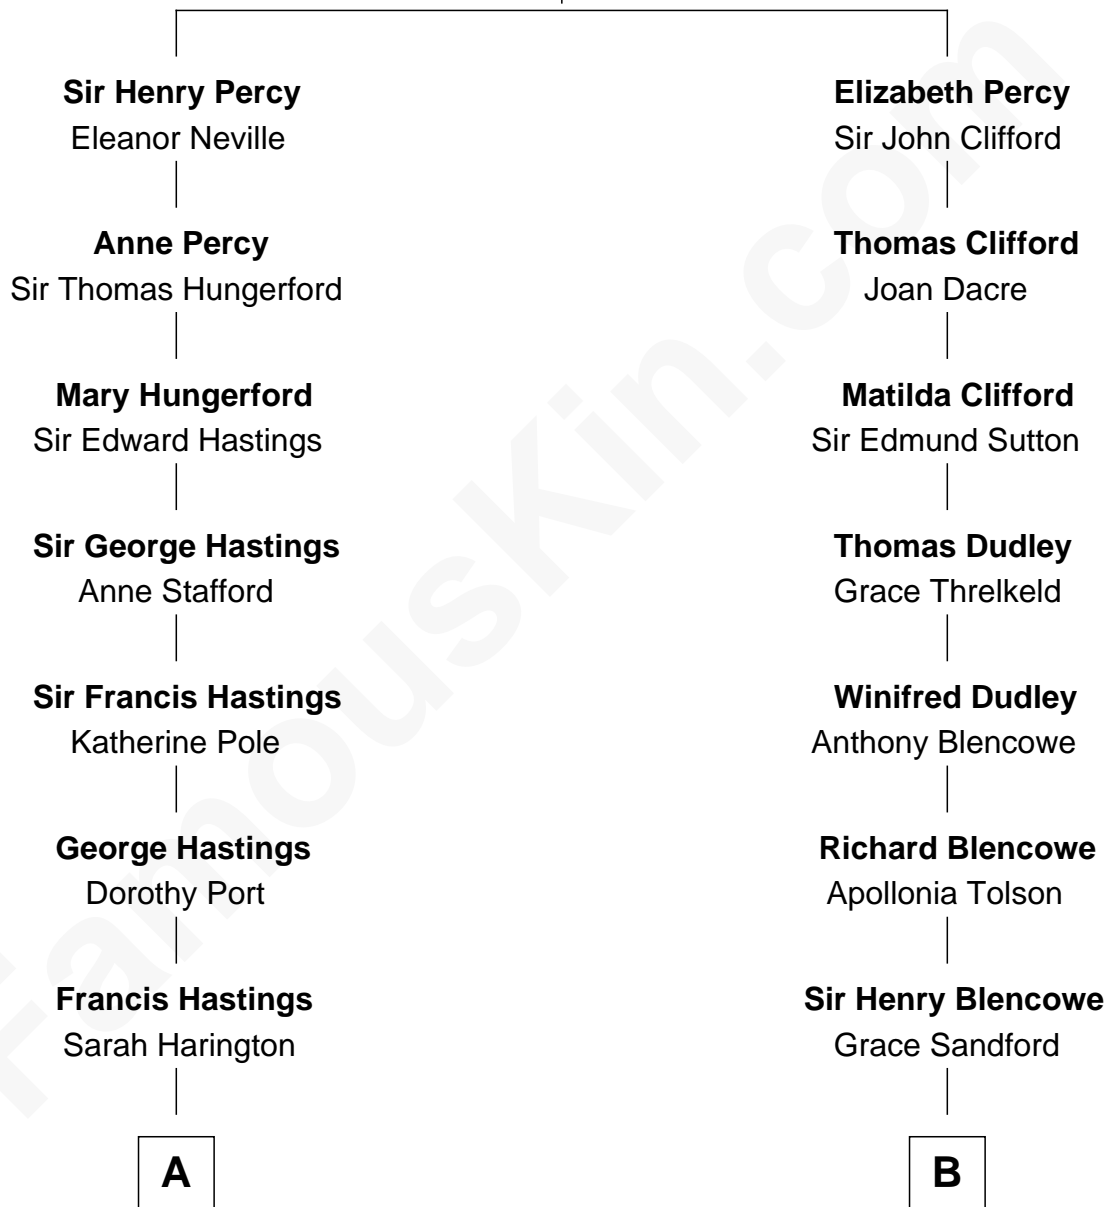 Sir Henry Percy
Eleanor Neville
Anne Percy
Sir Thomas Hungerford
Mary Hungerford
Sir Edward Hastings
Sir George Hastings
Anne Stafford
Sir Francis Hastings
Katherine Pole
George Hastings
Dorothy Port
Francis Hastings
Sarah Harington
A
Elizabeth Percy
Sir John Clifford
Thomas Clifford
Joan Dacre
Matilda Clifford
Sir Edmund Sutton
Thomas Dudley
Grace Threlkeld
Winifred Dudley
Anthony Blencowe
Richard Blencowe
Apollonia Tolson
Sir Henry Blencowe
Grace Sandford
B
FamousKin.com